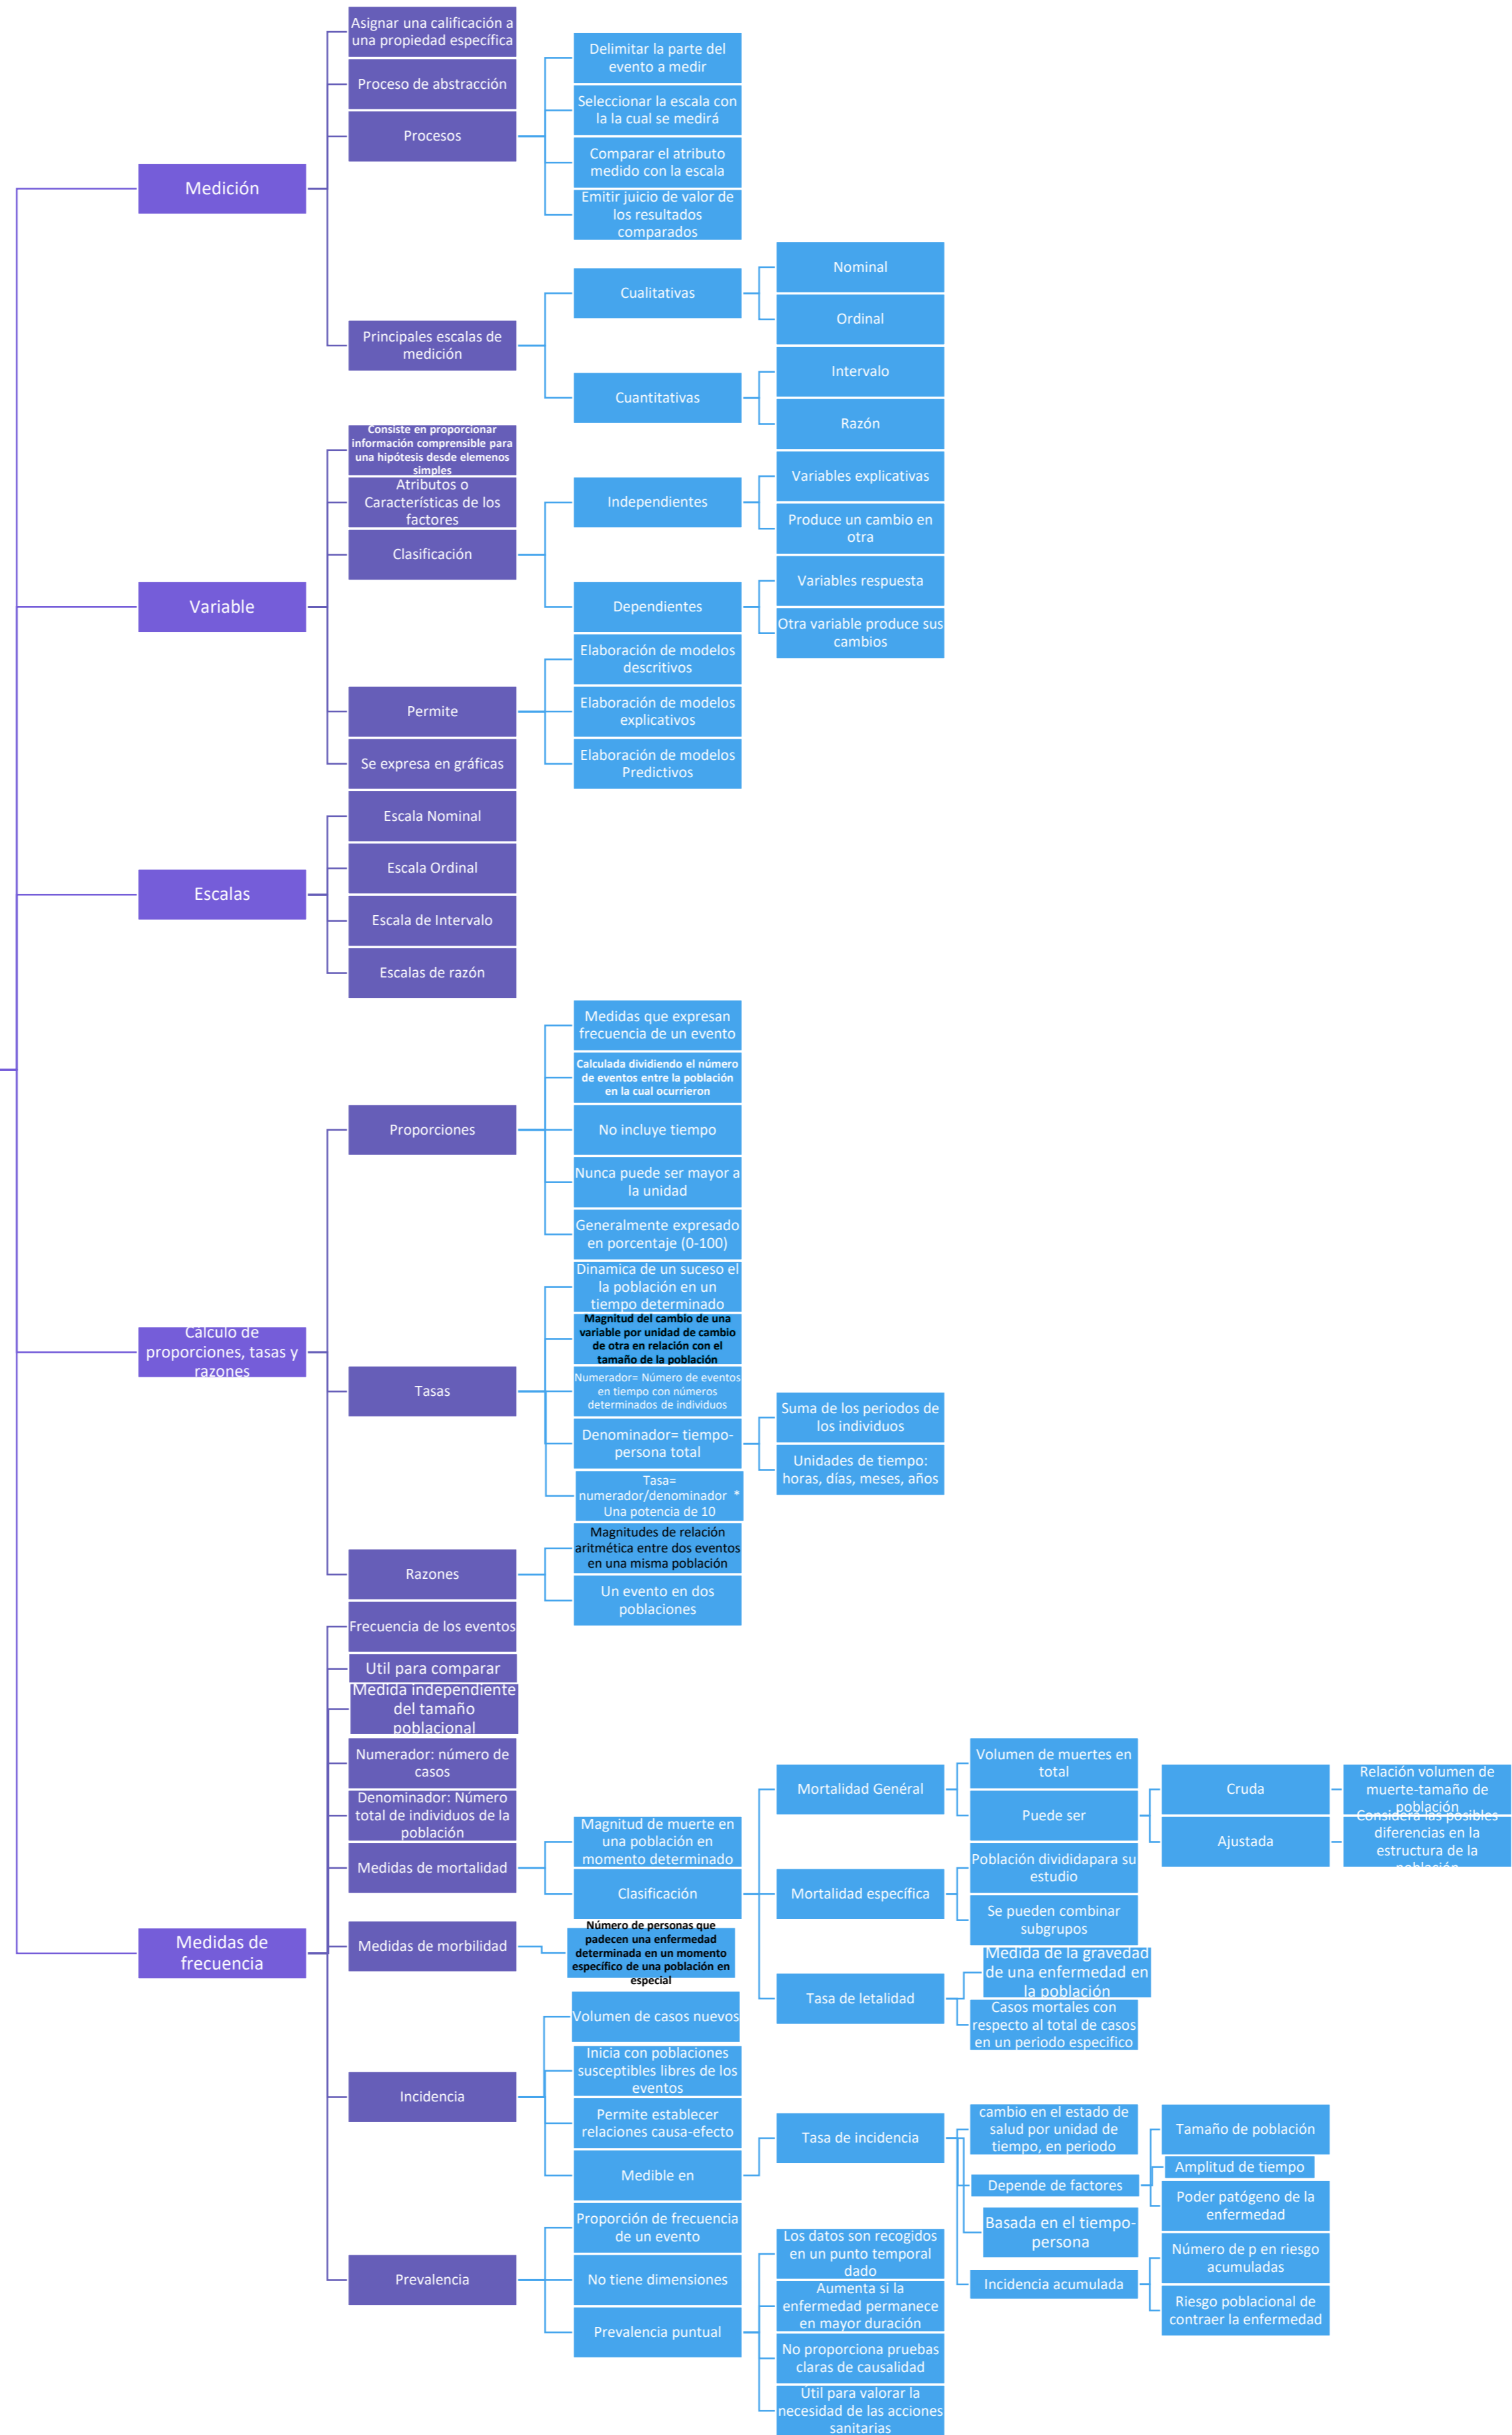 Asignar una calificación a
una propiedad específica
Proceso de abstracción
Procesos
Delimitar la parte del
evento a medir
Seleccionar la escala con
la la cual se medirá
Comparar el atributo
medido con la escala
Emitir juicio de valor de
los resultados
comparados
Medición
Principales escalas de
medición
Cualitativas
Nominal
Ordinal
Cuantitativas
Intervalo
Razón
Consiste en proporcionar
información comprensible para
una hipótesis desde elemenos
simples
Atributos o
Características de los
factores
Clasificación
Independientes
Variables explicativas
Produce un cambio en
otra
Variable
Dependientes
Variables respuesta
Otra variable produce sus
cambios
Permite
Elaboración de modelos
descritivos
Elaboración de modelos
explicativos
Elaboración de modelos
Predictivos
Se expresa en gráficas
Escalas
Escala Nominal
Escala Ordinal
Escala de Intervalo
Escalas de razón
Cálculo de
proporciones, tasas y
razones
Proporciones
Medidas que expresan
frecuencia de un evento
Calculada dividiendo el número
de eventos entre la población
en la cual ocurrieron
No incluye tiempo
Nunca puede ser mayor a
la unidad
Generalmente expresado
en porcentaje (0-100)
Tasas
Dinamica de un suceso el
la población en un
tiempo determinado
Magnitud del cambio de una
variable por unidad de cambio
de otra en relación con el
tamaño de la población
Numerador= Número de eventos
en tiempo con números
determinados de individuos
Denominador= tiempo-
persona total
Suma de los periodos de
los individuos
Unidades de tiempo:
horas, días, meses, años
Tasa=
numerador/denominador *
Una potencia de 10
Razones
Magnitudes de relación
aritmética entre dos eventos
en una misma población
Un evento en dos
poblaciones
Medidas de
frecuencia
Frecuencia de los eventos
Util para comparar
Medida independiente
del tamaño
poblacional
Numerador: número de
casos
Denominador: Número
total de individuos de la
población
Medidas de mortalidad
Magnitud de muerte en
una población en
momento determinado
Clasificación
Mortalidad Genéral
Volumen de muertes en
total
Puede ser
Cruda
Relación volumen de
muerte-tamaño de
población
Ajustada
Considera las posibles
diferencias en la
estructura de la
población
Mortalidad específica
Población divididapara su
estudio
Se pueden combinar
subgrupos
Tasa de letalidad
Medida de la gravedad
de una enfermedad en
la población
Casos mortales con
respecto al total de casos
en un periodo especifico
Medidas de morbilidad
Número de personas que
padecen una enfermedad
determinada en un momento
específico de una población en
especial
Incidencia
Volumen de casos nuevos
Inicia con poblaciones
susceptibles libres de los
eventos
Permite establecer
relaciones causa-efecto
Medible en
Tasa de incidencia
cambio en el estado de
salud por unidad de
tiempo, en periodo
Depende de factores
Tamaño de población
Amplitud de tiempo
Poder patógeno de la
enfermedad
Basada en el tiempo-
persona
Incidencia acumulada
Número de p en riesgo
acumuladas
Riesgo poblacional de
contraer la enfermedad
Prevalencia
Proporción de frecuencia
de un evento
No tiene dimensiones
Prevalencia puntual
Los datos son recogidos
en un punto temporal
dado
Aumenta si la
enfermedad permanece
en mayor duración
No proporciona pruebas
claras de causalidad
Útil para valorar la
necesidad de las acciones
sanitarias